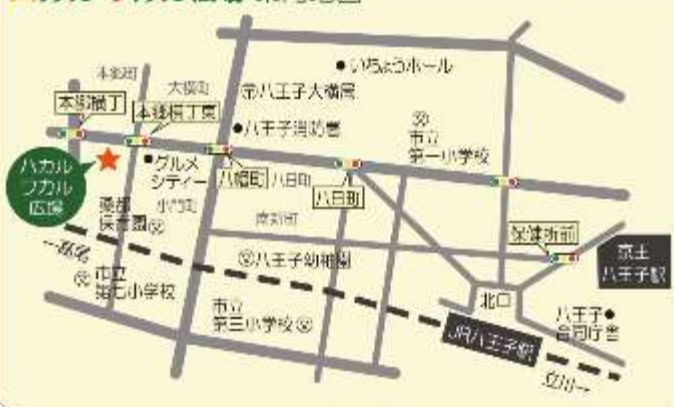 本郷町
大横町
いちょうホール
八王子大横局
本郷横丁
本郷横丁東
八王子消防署
市立
第一小学校
ハカル
ワカル
広場
グルメ
シティー
八幡町
八日町
八日町
小門町
南新町
保健所前
京王
八王子駅
八王子幼稚園
市立
第七小学校
市立
第三小学校
北口
八王子
合同庁舎
JR八王子駅
立川→